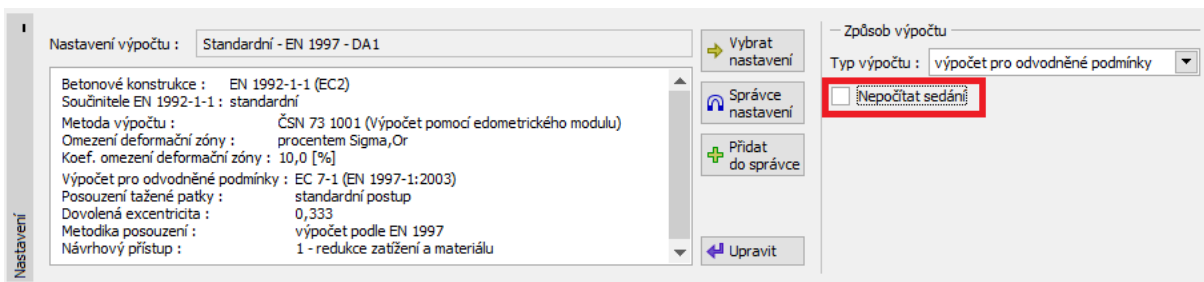 Nastavení
Nastavení výpočtu : Standardní - EN 1997 - DA1
Betonové konstrukce : EN 1992-1-1 (EC2)
Součinitele EN 1992-1-1 : standardní
Metoda výpočtu : ČSN 73 1001 (Výpočet pomocí edometrického modulu)
Omezení deformační zóny : procentem Sigma,Or
Koef. omezení deformační zóny : 10,0 [%]
Výpočet pro odvodněné podmínky : EC 7-1 (EN 1997-1:2003)
Posouzení tažené patky : standardní postup
Dovolená excentricita : 0,333
Metodika posouzení : výpočet podle EN 1997
Návrhový přístup : 1 - redukce zatížení a materiálu
Vybrat
nastavení
Správce
nastavení
Přidat
do správce
Upravit
Způsob výpočtu
Typ výpočtu : výpočet pro odvodněné podmínky
Nepočítat sedání